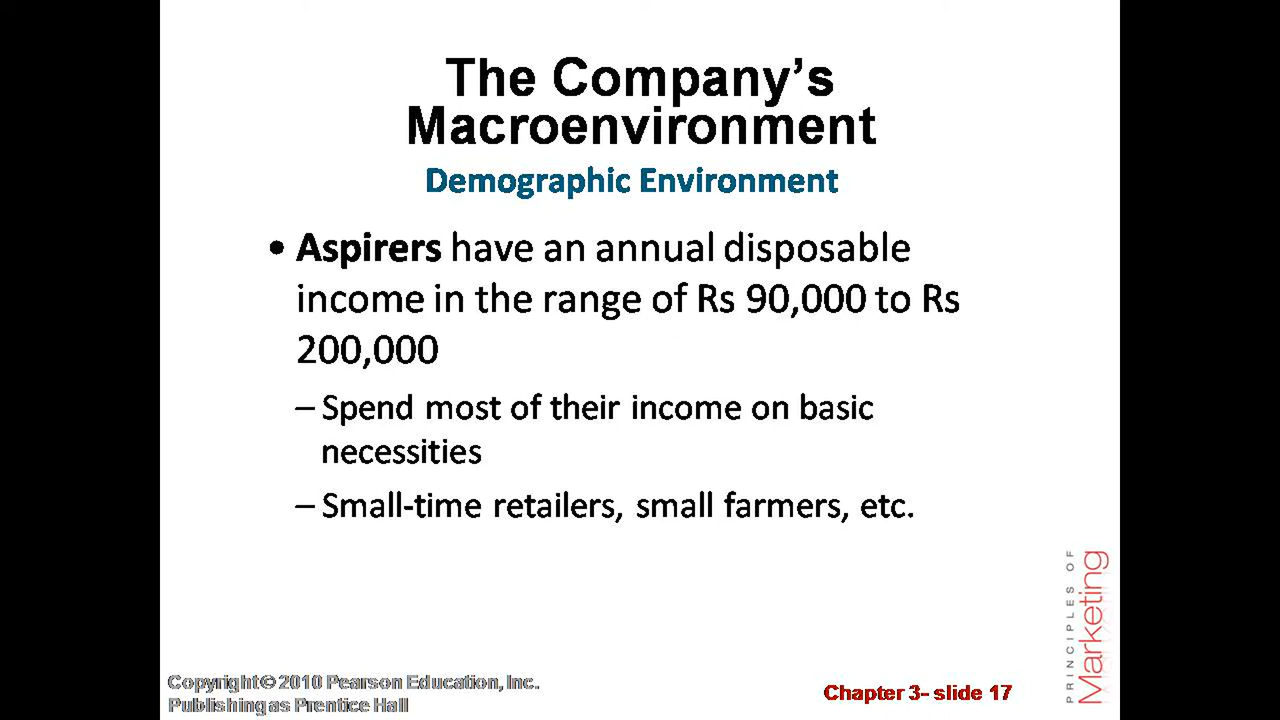 The Company's
Macroenvironment
Demographic Environment
• Aspirers have an annual disposable
income in the range of Rs 90,000 to Rs
200,000
– Spend most of their income on basic
necessities
– Small-time retailers, small farmers, etc.
PRINCIPLES OF
Marketing
Copyright © 2010 Pearson Education, Inc.
Publishing as Prentice Hall
Chapter 3- slide 17